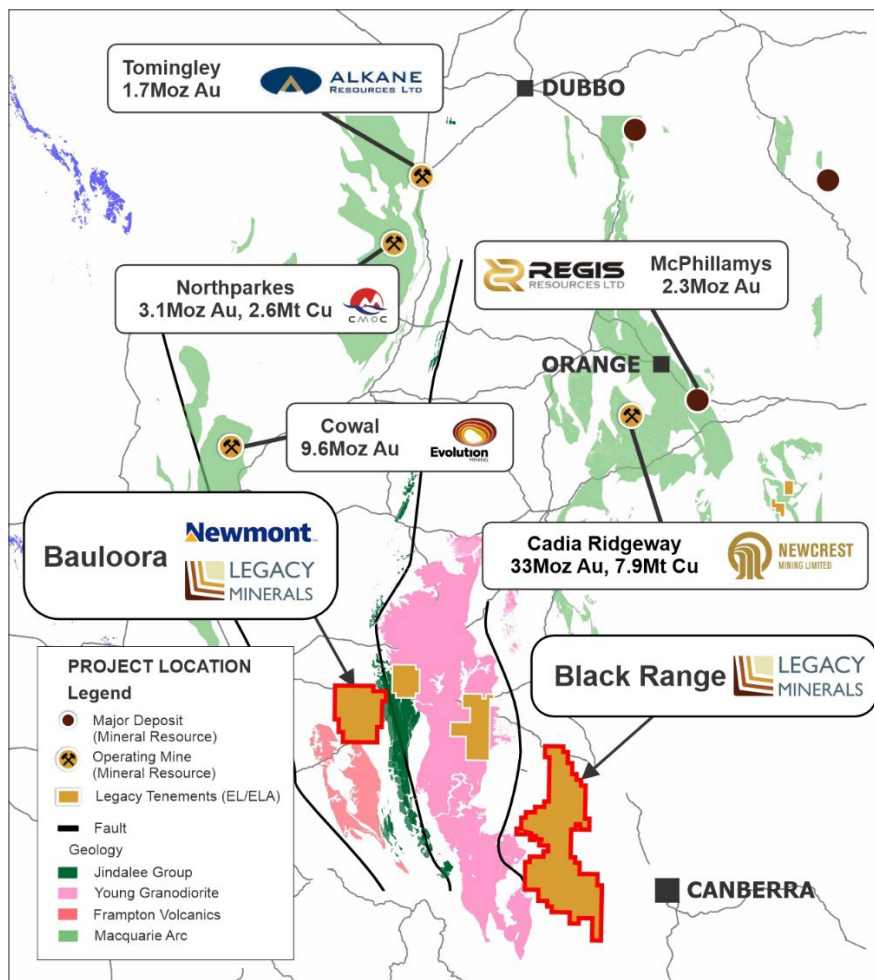 Tomingley
1.7Moz Au
ALKANE
RESOURCES LTD
DUBBO
Northparkes
3.1Moz Au, 2.6Mt Cu
CMOC
REGIS
RESOURCES LTD
McPhillamys
2.3Moz Au
ORANGE
Cowal
9.6Moz Au
Evolution
MINING
Bauloora
Newmont™
LEGACY
MINERALS
Cadia Ridgeway
33Moz Au, 7.9Mt Cu
NEWCREST
MINING LIMITED
Black Range
LEGACY
MINERALS
PROJECT LOCATION
Legend
Major Deposit
(Mineral Resource)
Operating Mine
(Mineral Resource)
Legacy Tenements (EL/ELA)
Fault
Geology
Jindalee Group
Young Granodiorite
Frampton Volcanics
Macquarie Arc
CANBERRA